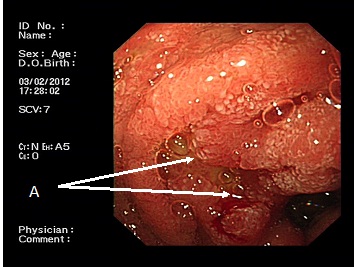 ID No. :
Name:
Sex: Age:
D.O.Birth:
03/02/2012
17:28:02
SCV:7
Cr:N Eh:A5
Ce:0
A
Physician:
Comment: